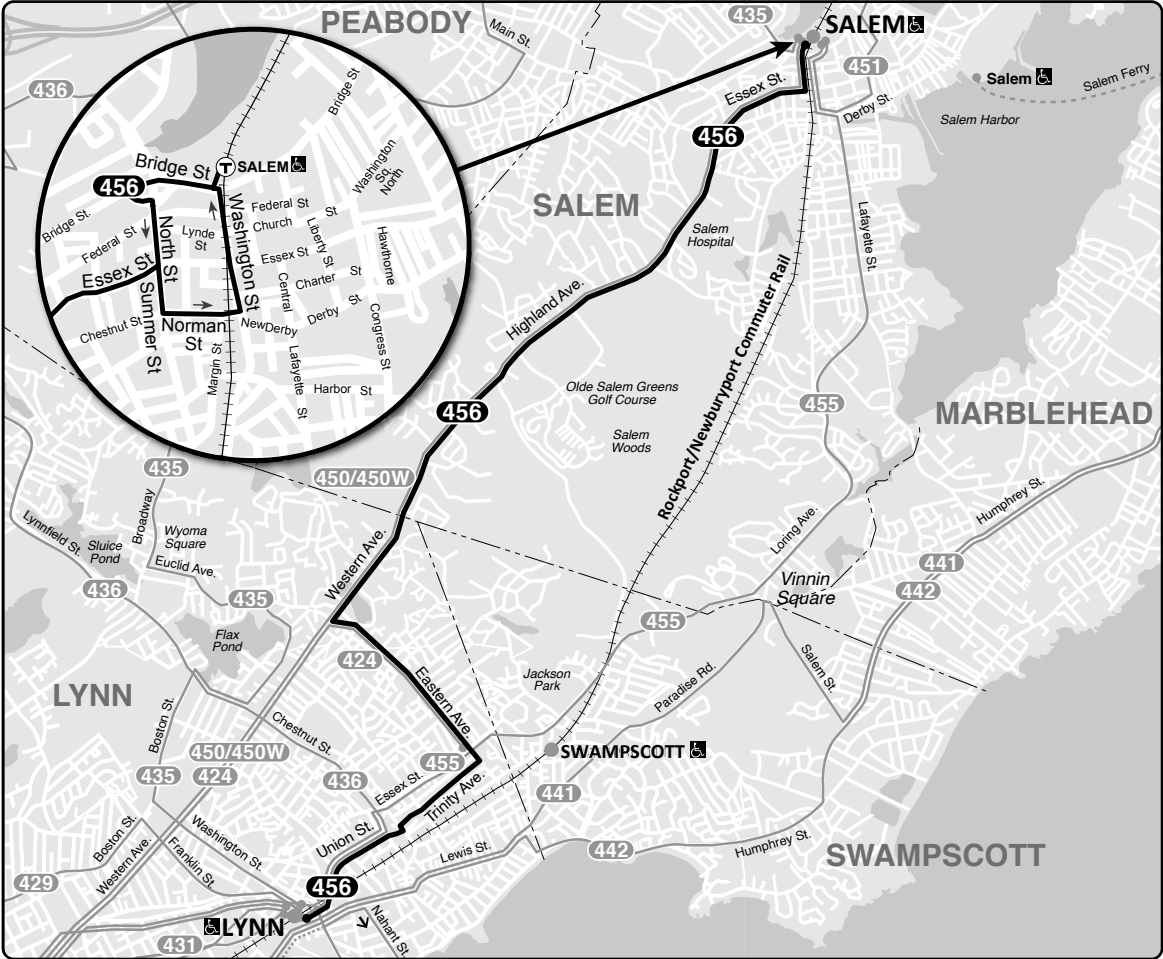 PEABODY
Main St.
435
SALEM
451
Essex St.
Derby St.
Salem
Salem Ferry
Salem Harbor
436
456
SALEM
Salem
Hospital
Lafayette St.
Highland Ave.
Rockport/Newburyport Commuter Rail
Olde Salem Greens
Golf Course
Salem
Woods
456
455
MARBLEHEAD
Bridge St
Bridge St
T
SALEM
456
Washington
Sq
North
Bridge St.
Federal St
Federal St
Church St
Lynde
St
Liberty St
Washington St
North St
Essex St
Essex St
Hawthorne
Central
Charter St
Chestnut St
Summer St
Norman
St
NewDerby
Derby St
Congress St
Margin St
Lafayette St
Harbor St
435
450/450W
Humphrey St.
Broadway
Lynnfield St.
Sluice
Pond
Wyoma
Square
Euclid Ave.
Western Ave.
Loring Ave.
441
442
Vinnin
Square
436
435
455
Flax
Pond
424
Jackson
Park
Eastern Ave.
Paradise Rd.
Salem St.
LYNN
Boston St.
Chestnut St.
450/450W
435
424
436
455
SWAMPSCOTT
Essex St.
Trinity Ave.
441
Union St.
Boston St.
Western Ave.
Washington St.
Franklin St.
Lewis St.
442
Humphrey St.
SWAMPSCOTT
429
456
LYNN
431
Nahant St.